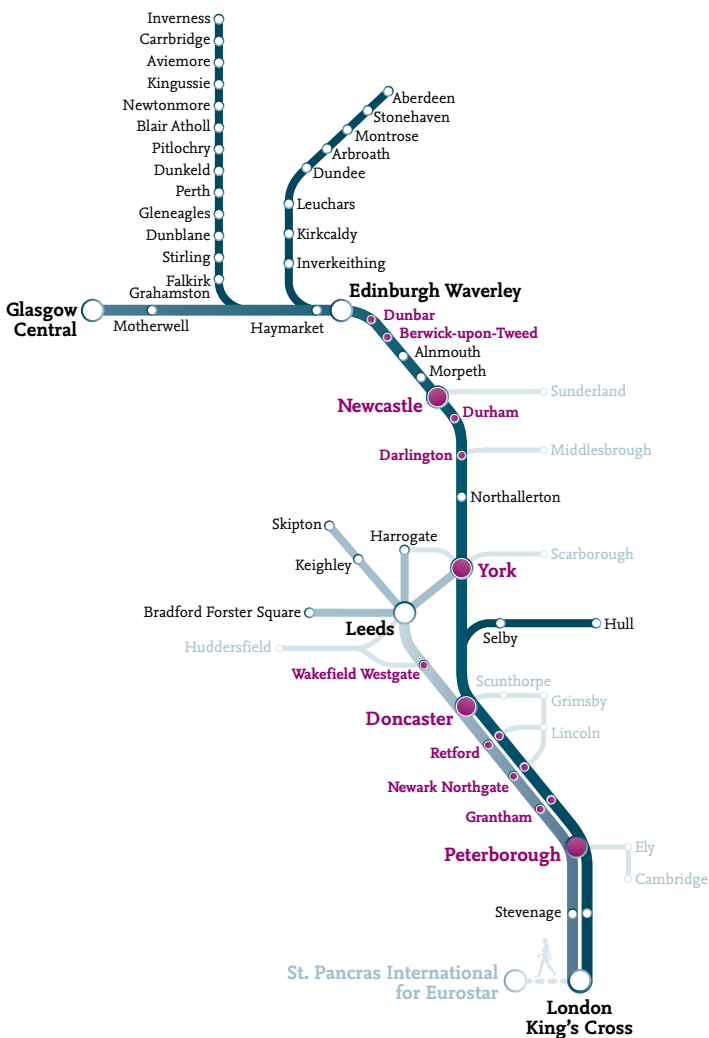 Inverness
Carrbridge
Aviemore
Kingussie
Newtonmore
Blair Atholl
Pitlochry
Dunkeld
Perth
Gleneagles
Dunblane
Stirling
Falkirk
Grahamston
Aberdeen
Stonehaven
Montrose
Arbroath
Dundee
Leuchars
Kirkcaldy
Inverkeithing
Edinburgh Waverley
Glasgow
Central
Motherwell
Haymarket
Dunbar
Berwick-upon-Tweed
Alnmouth
Morpeth
Newcastle
Sunderland
Durham
Darlington
Middlesbrough
Northallerton
Skipton
Harrogate
Keighley
York
Scarborough
Bradford Forster Square
Leeds
Selby
Hull
Huddersfield
Wakefield Westgate
Scunthorpe
Grimsby
Doncaster
Lincoln
Retford
Newark Northgate
Grantham
Peterborough
Ely
Cambridge
Stevenage
St. Pancras International
for Eurostar
London
King's Cross